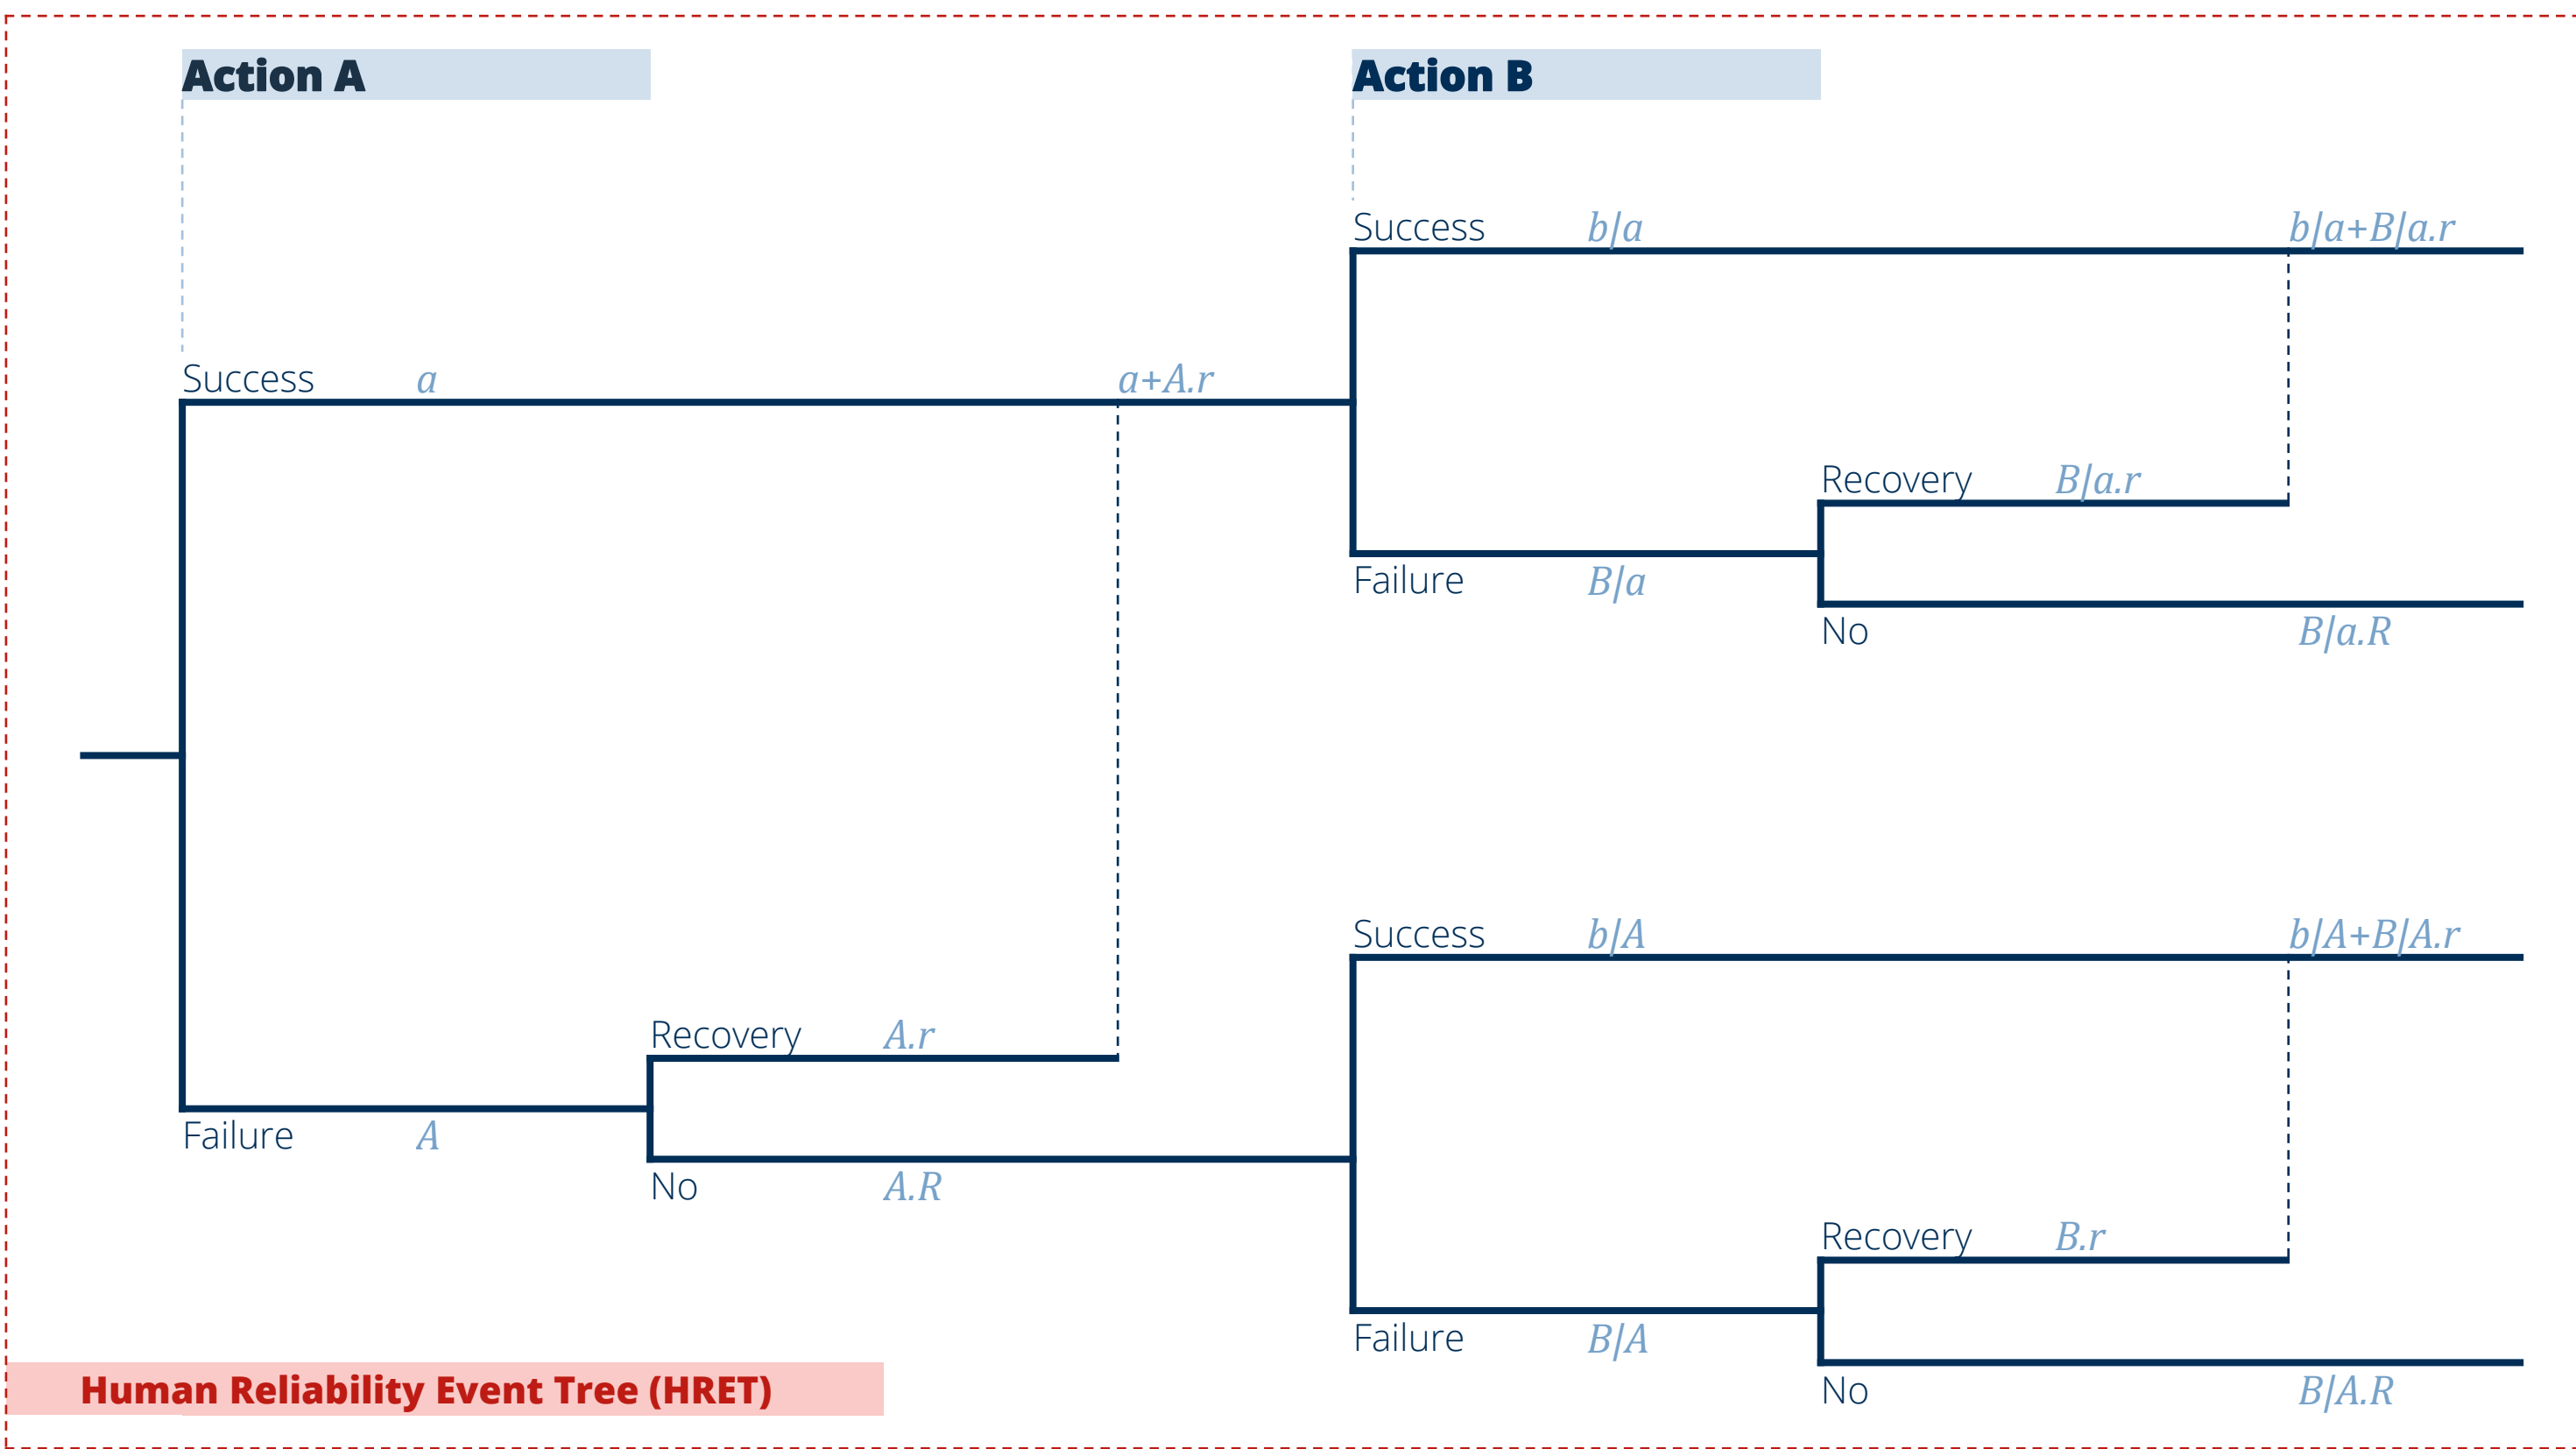 Action A
Action B
Success a
a+A.r
Success b|a
b|a+B|a.r
Recovery B|a.r
Failure B|a
No B|a.R
Success b|A
b|A+B|A.r
Recovery A.r
Failure A
No A.R
Recovery B.r
Failure B|A
No B|A.R
Human Reliability Event Tree (HRET)